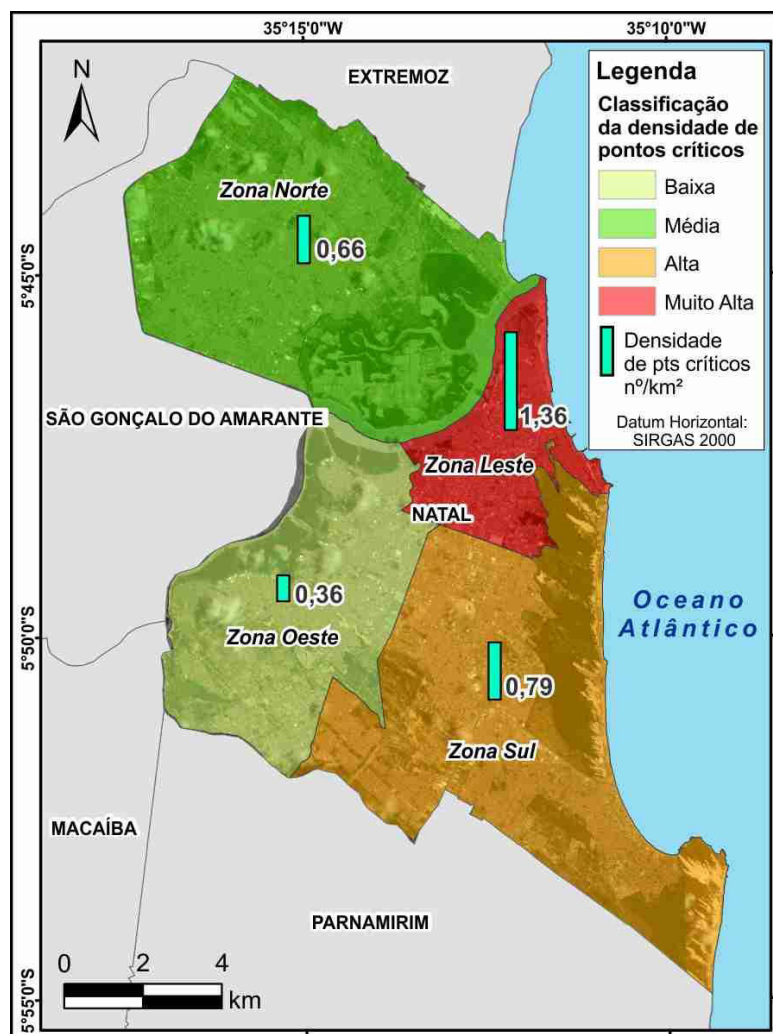 35°15'0"W
35°10'0"W
N
EXTREMOZ
Legenda
Classificação
da densidade de
pontos críticos
Baixa
Média
Alta
Muito Alta
Densidade
de pts críticos
nº/km²
Datum Horizontal:
SIRGAS 2000
Zona Norte
0,66
5°45'0"S
SÃO GONÇALO DO AMARANTE
1,36
Zona Leste
NATAL
0,36
Zona Oeste
Oceano
Atlântico
5°50'0"S
0,79
Zona Sul
MACAÍBA
PARNAMIRIM
0 2 4
km
5°55'0"S